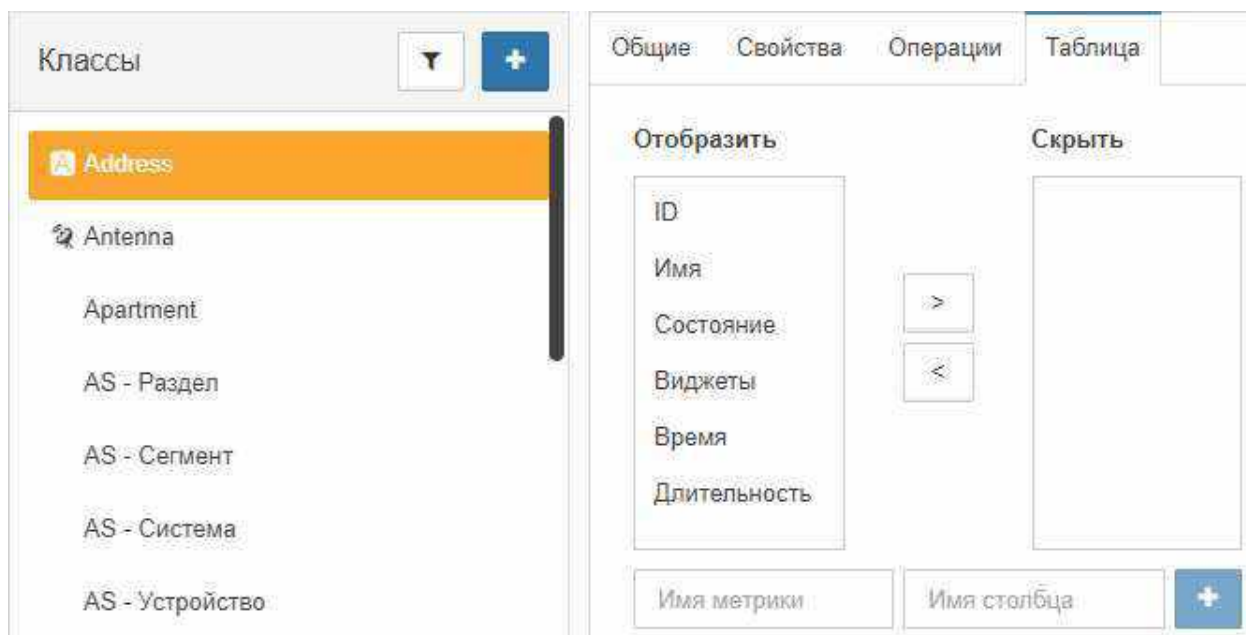 Классы
Address
Antenna
Apartment
AS - Раздел
AS - Сегмент
AS - Система
AS - Устройство
Общие Свойства Операции Таблица
Отобразить Скрыть
ID
Имя
Состояние
Виджеты
Время
Длительность
>
<
Имя метрики Имя столбца